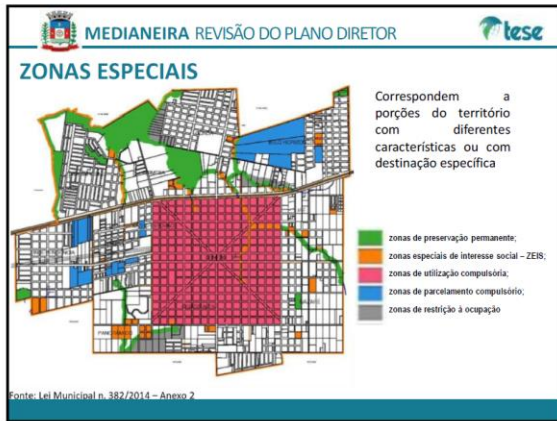 MEDIANEIRA REVISÃO DO PLANO DIRETOR
tese
ZONAS ESPECIAIS
Correspondem a
porções do território
com diferentes
características ou com
destinação específica
zonas de preservação permanente;
zonas especiais de interesse social – ZEIS;
zonas de utilização compulsória;
zonas de parcelamento compulsório;
zonas de restrição à ocupação
Fonte: Lei Municipal n. 382/2014 – Anexo 2